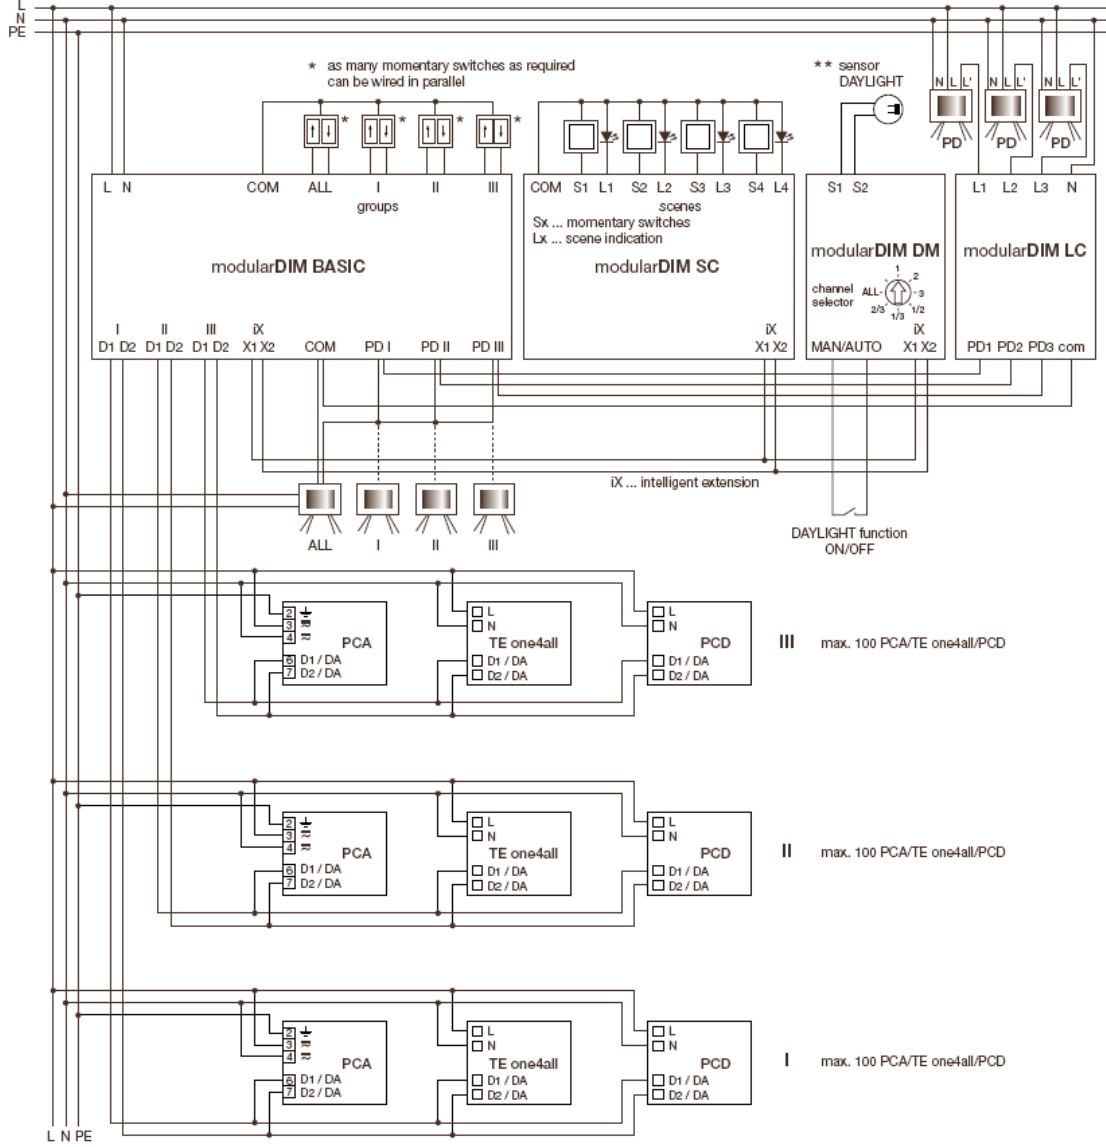 L
N
PE
* as many momentary switches as required
can be wired in parallel
** sensor
DAYLIGHT
N L L' N L L' N L L'
* * * *
PD PD PD
L N COM ALL I II III
groups
modularDIM BASIC
I II III iX
D1 D2 D1 D2 D1 D2 X1 X2 COM PD I PD II PD III
COM S1 L1 S2 L2 S3 L3 S4 L4
scenes
Sx ... momentary switches
Lx ... scene indication
modularDIM SC
iX
X1 X2
S1 S2
modularDIM DM
channel
selector
ALL 1 2 3 1/2 1/3 2/3
iX
MAN/AUTO X1 X2
L1 L2 L3 N
modularDIM LC
PD1 PD2 PD3 com
iX ... intelligent extension
DAYLIGHT function
ON/OFF
ALL I II III
2
3
4
PCA
6 D1 / DA
7 D2 / DA
L
N
TE one4all
D1 / DA
D2 / DA
L
N
PCD
D1 / DA
D2 / DA
III max. 100 PCA/TE one4all/PCD
2
3
4
PCA
6 D1 / DA
7 D2 / DA
L
N
TE one4all
D1 / DA
D2 / DA
L
N
PCD
D1 / DA
D2 / DA
II max. 100 PCA/TE one4all/PCD
2
3
4
PCA
6 D1 / DA
7 D2 / DA
L
N
TE one4all
D1 / DA
D2 / DA
L
N
PCD
D1 / DA
D2 / DA
I max. 100 PCA/TE one4all/PCD
L N PE